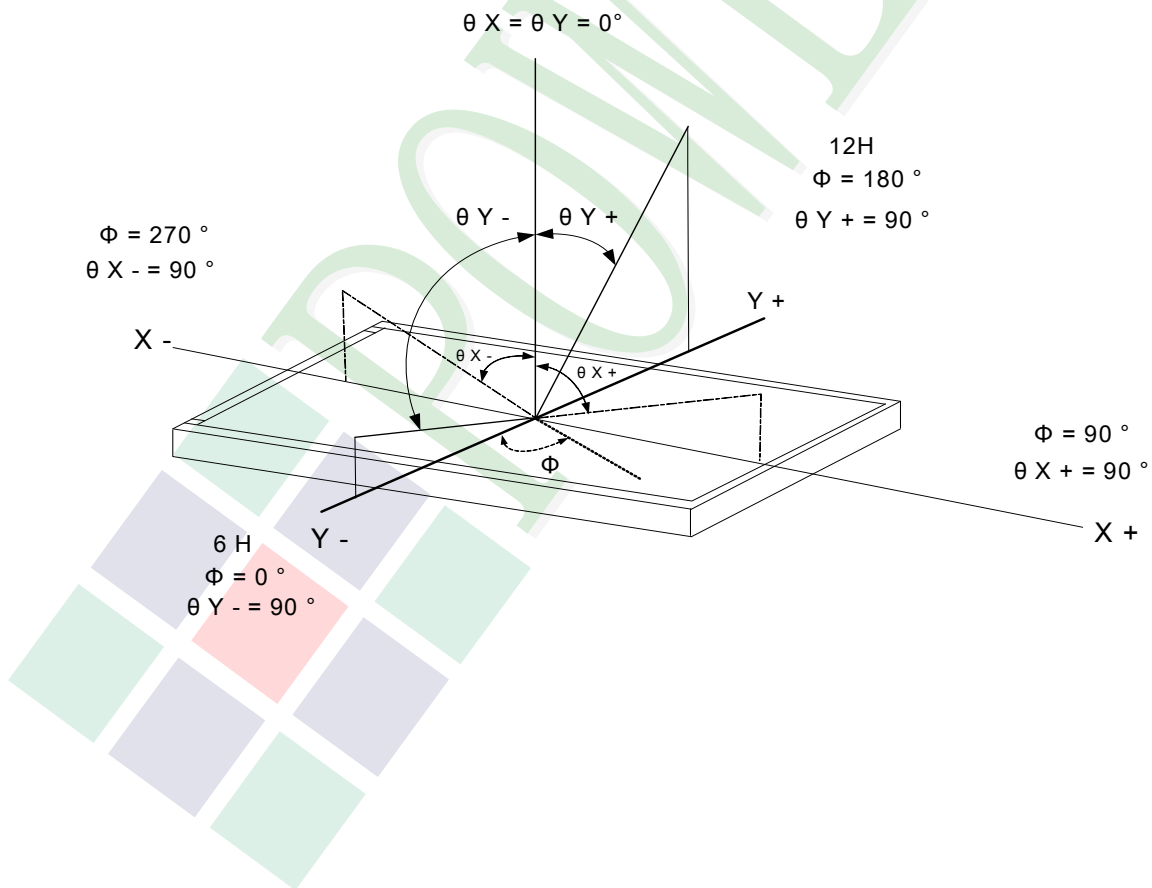 θ X = θ Y = 0°
12H
Φ = 180 °
θ Y + = 90 °
θ Y -
θ Y +
Φ = 270 °
θ X - = 90 °
Y +
X -
θ X -
θ X +
Φ = 90 °
θ X + = 90 °
Φ
X +
Y -
6 H
Φ = 0 °
θ Y - = 90 °